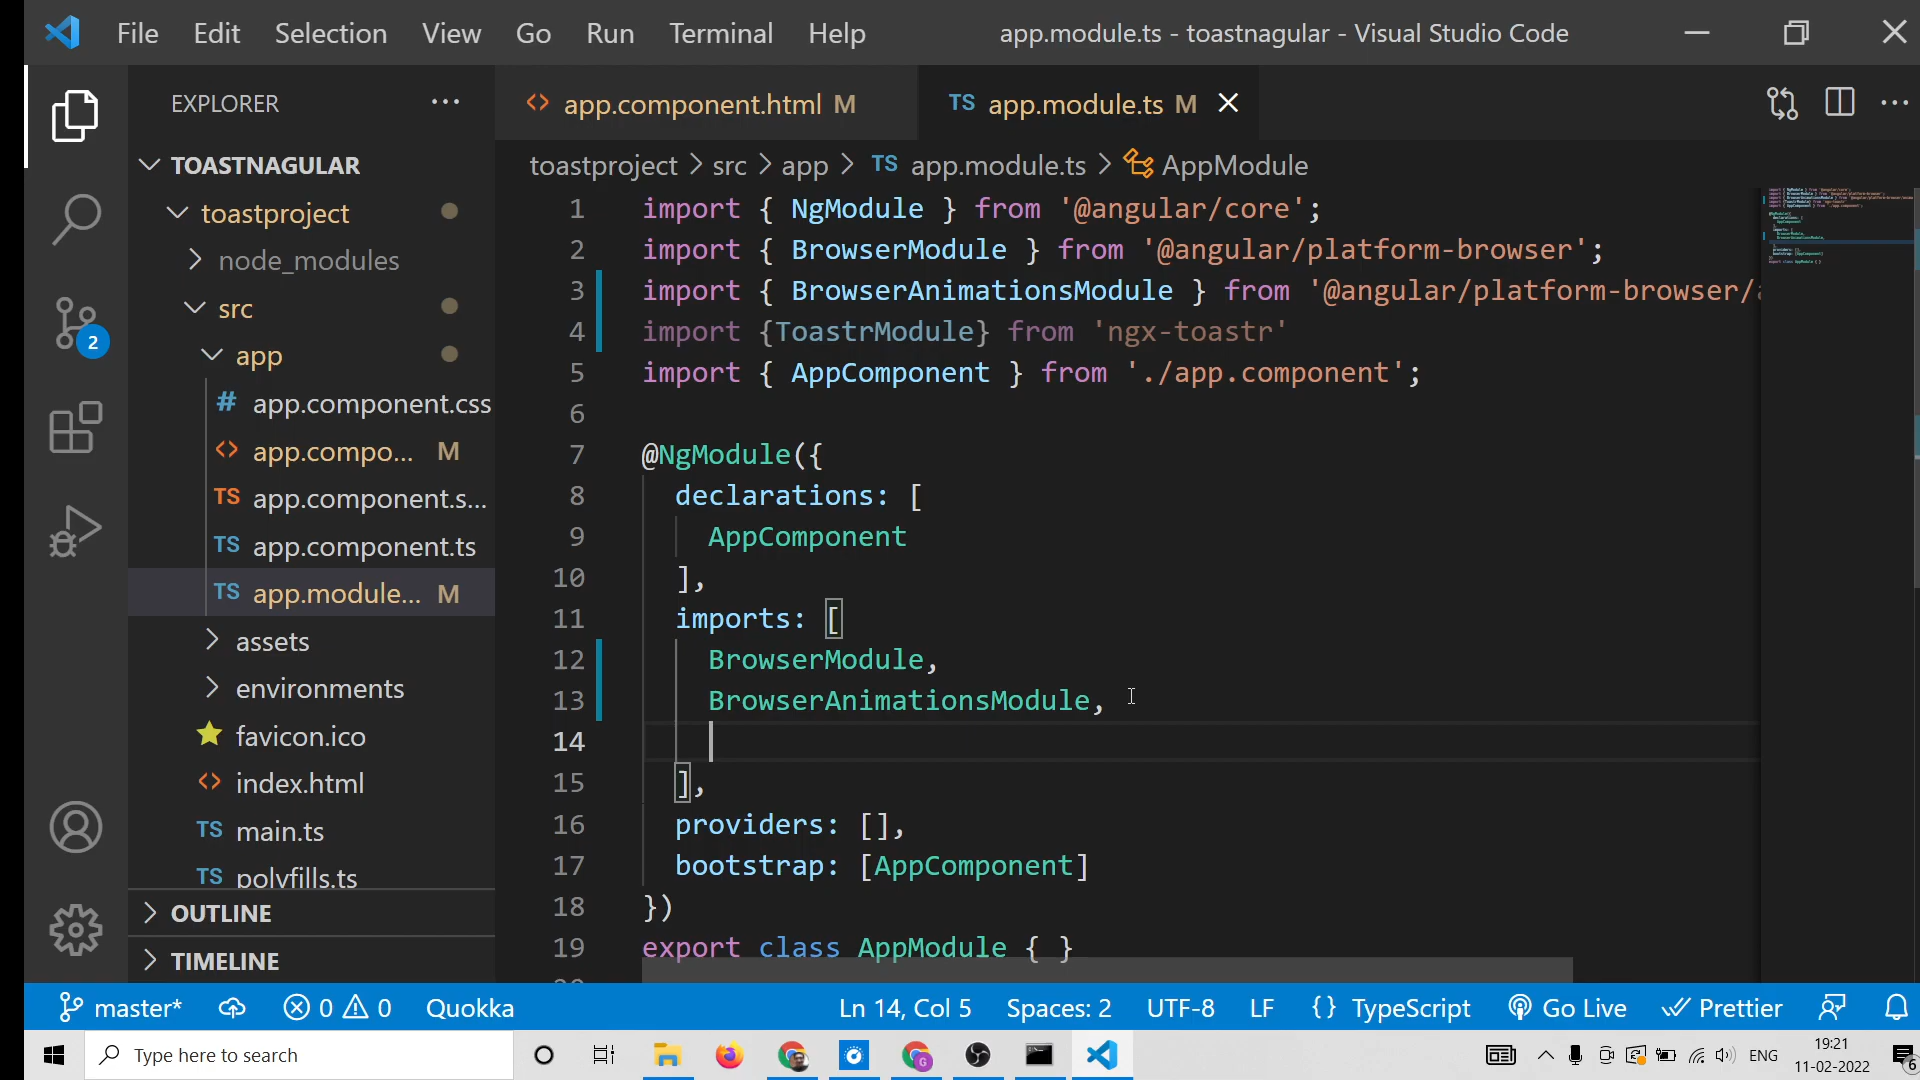 File Edit Selection View Go Run Terminal Help app.module.ts - toastnagular - Visual Studio Code
EXPLORER
TOASTNAGULAR
toastproject
node_modules
src
app
# app.component.css
<> app.compo... M
TS app.component.s...
TS app.component.ts
TS app.module... M
assets
environments
favicon.ico
<> index.html
TS main.ts
TS polyfills.ts
OUTLINE
TIMELINE
2
<> app.component.html M
TS app.module.ts M
toastproject > src > app > TS app.module.ts > AppModule
1 import { NgModule } from '@angular/core';
2 import { BrowserModule } from '@angular/platform-browser';
3 import { BrowserAnimationsModule } from '@angular/platform-browser/
4 import {ToastrModule} from 'ngx-toastr'
5 import { AppComponent } from './app.component';
6
7 @NgModule({
8 declarations: [
9 AppComponent
10 ],
11 imports: [
12 BrowserModule,
13 BrowserAnimationsModule,
14
15 ],
16 providers: [],
17 bootstrap: [AppComponent]
18 })
19 export class AppModule { }
master* 0 0 Quokka Ln 14, Col 5 Spaces: 2 UTF-8 LF {} TypeScript Go Live Prettier
Type here to search
ENG
19:21
11-02-2022
6